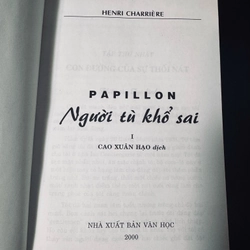 HENRI CHARRIÈRE
PAPILLON
Người tù khổ sai
I
CAO XUÂN HẠO dịch
NHÀ XUẤT BẢN VĂN HỌC
2000